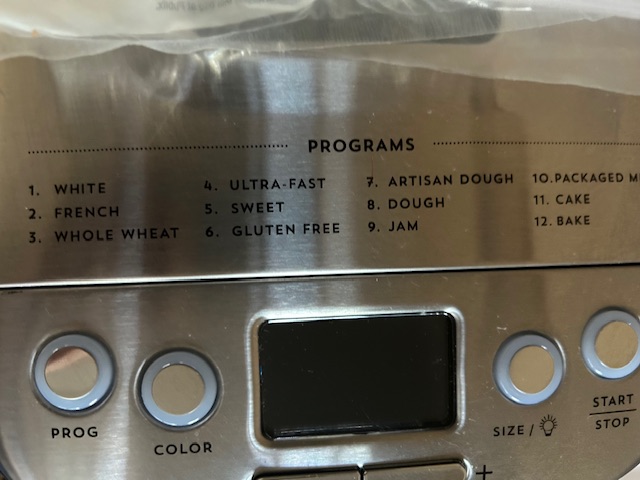 PROGRAMS
1. WHITE
2. FRENCH
3. WHOLE WHEAT
4. ULTRA-FAST
5. SWEET
6. GLUTEN FREE
7. ARTISAN DOUGH
8. DOUGH
9. JAM
10. PACKAGED
11. CAKE
12. BAKE
PROG
COLOR
SIZE /
START
STOP
+